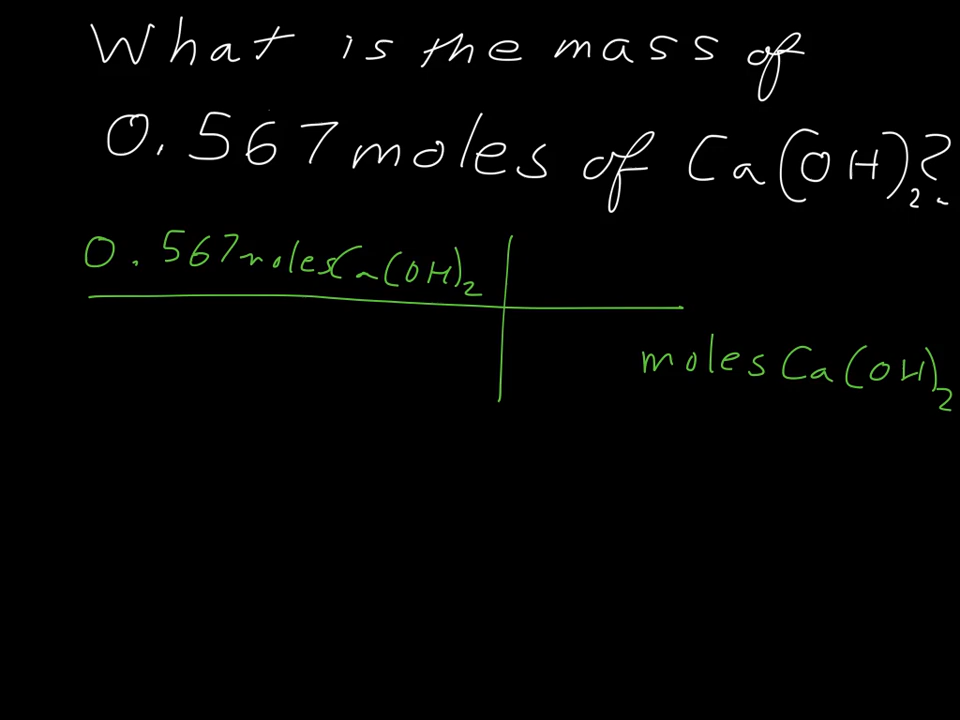 What is the mass of
0.567 moles of Ca(OH)₂?
0.567 moles Ca(OH)₂
moles Ca(OH)₂